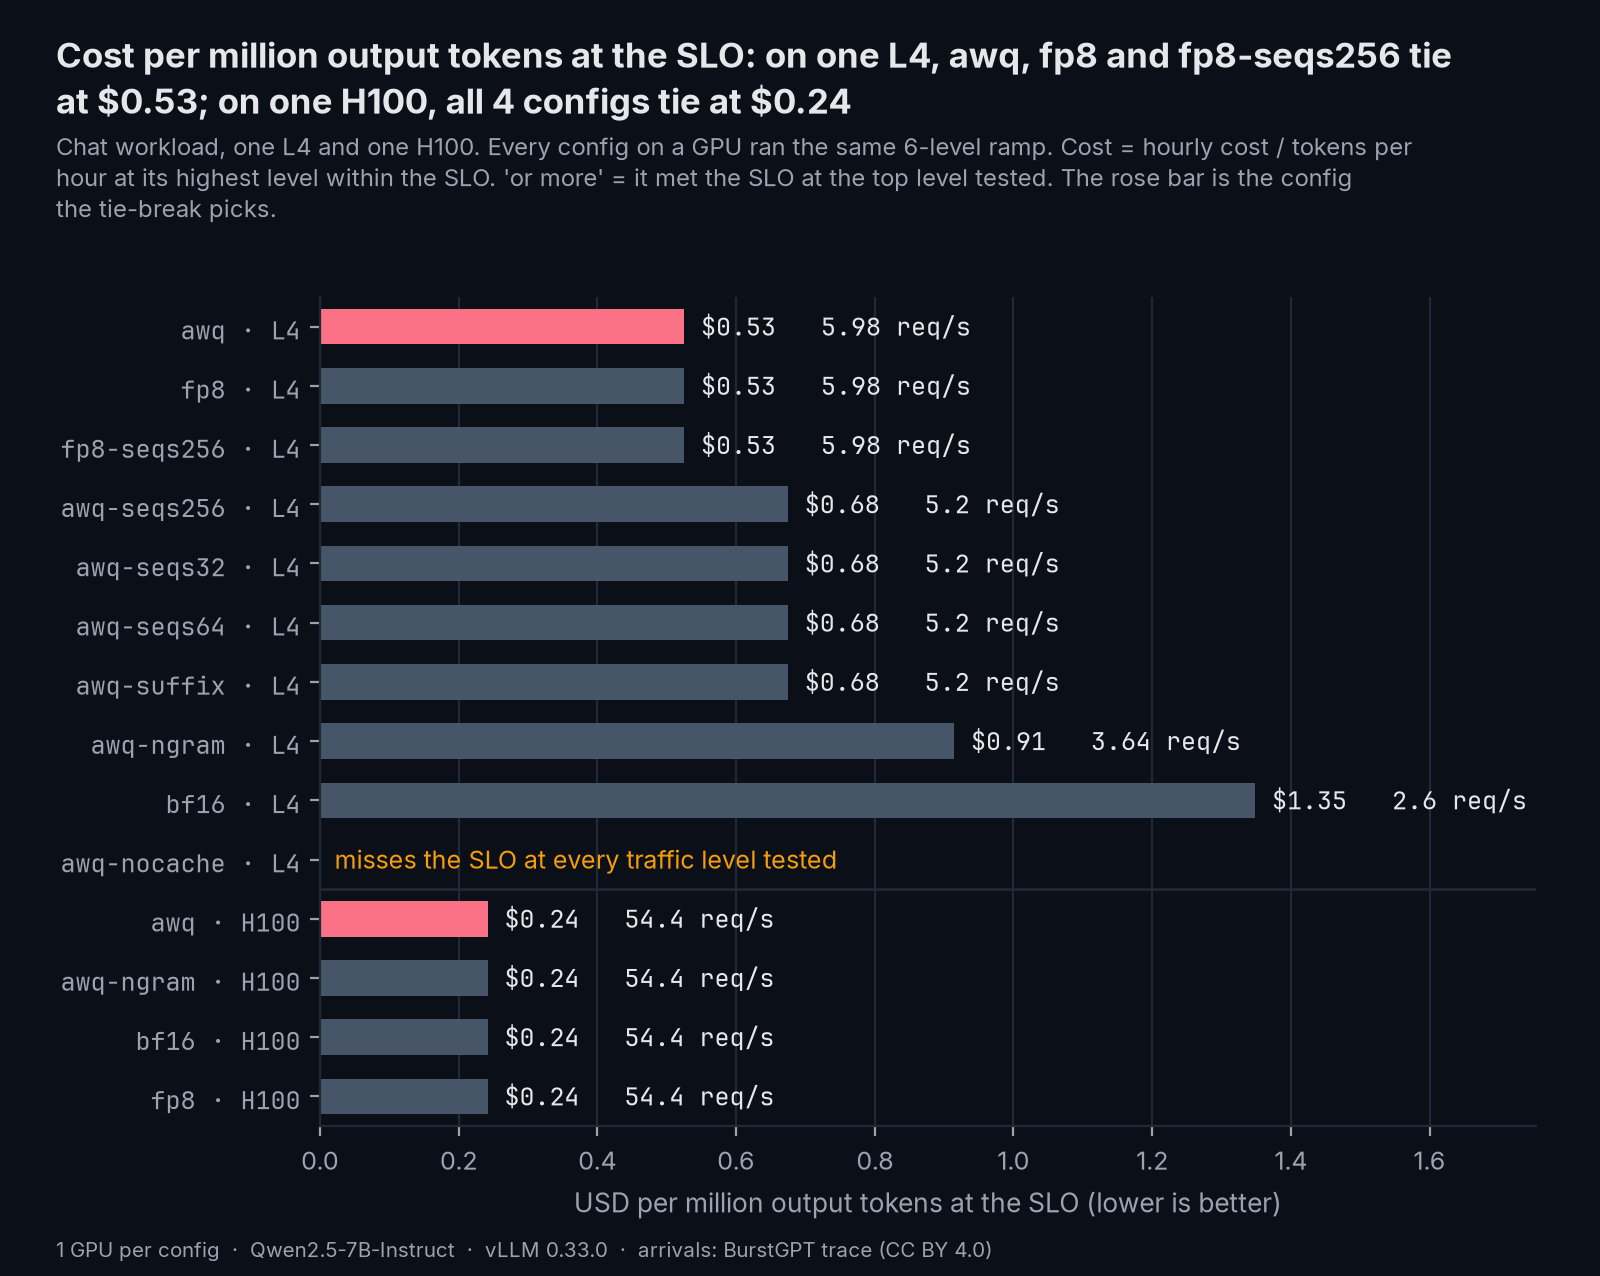 Cost per million output tokens at the SLO: on one L4, awq, fp8 and fp8-seqs256 tie
at $0.53; on one H100, all 4 configs tie at $0.24
Chat workload, one L4 and one H100. Every config on a GPU ran the same 6-level ramp. Cost = hourly cost / tokens per
hour at its highest level within the SLO. 'or more' = it met the SLO at the top level tested. The rose bar is the config
the tie-break picks.
awq · L4 $0.53 5.98 req/s
fp8 · L4 $0.53 5.98 req/s
fp8-seqs256 · L4 $0.53 5.98 req/s
awq-seqs256 · L4 $0.68 5.2 req/s
awq-seqs32 · L4 $0.68 5.2 req/s
awq-seqs64 · L4 $0.68 5.2 req/s
awq-suffix · L4 $0.68 5.2 req/s
awq-ngram · L4 $0.91 3.64 req/s
bf16 · L4 $1.35 2.6 req/s
awq-nocache · L4 misses the SLO at every traffic level tested
awq · H100 $0.24 54.4 req/s
awq-ngram · H100 $0.24 54.4 req/s
bf16 · H100 $0.24 54.4 req/s
fp8 · H100 $0.24 54.4 req/s
0.0 0.2 0.4 0.6 0.8 1.0 1.2 1.4 1.6
USD per million output tokens at the SLO (lower is better)
1 GPU per config · Qwen2.5-7B-Instruct · vLLM 0.33.0 · arrivals: BurstGPT trace (CC BY 4.0)